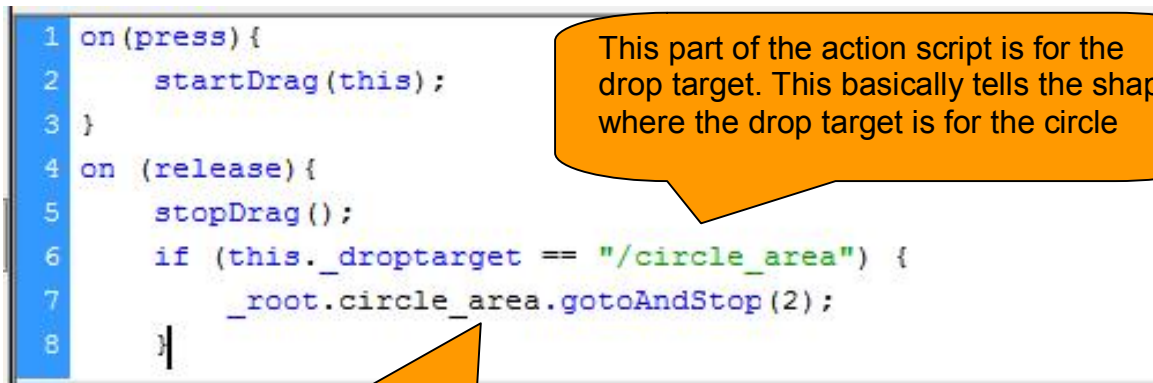 1 on(press){
2 startDrag(this);
3 }
4 on (release){
5 stopDrag();
6 if (this._droptarget == "/circle_area") {
7 _root.circle_area.gotoAndStop(2);
8 }
This part of the action script is for the
drop target. This basically tells the
where the drop target is for the circle